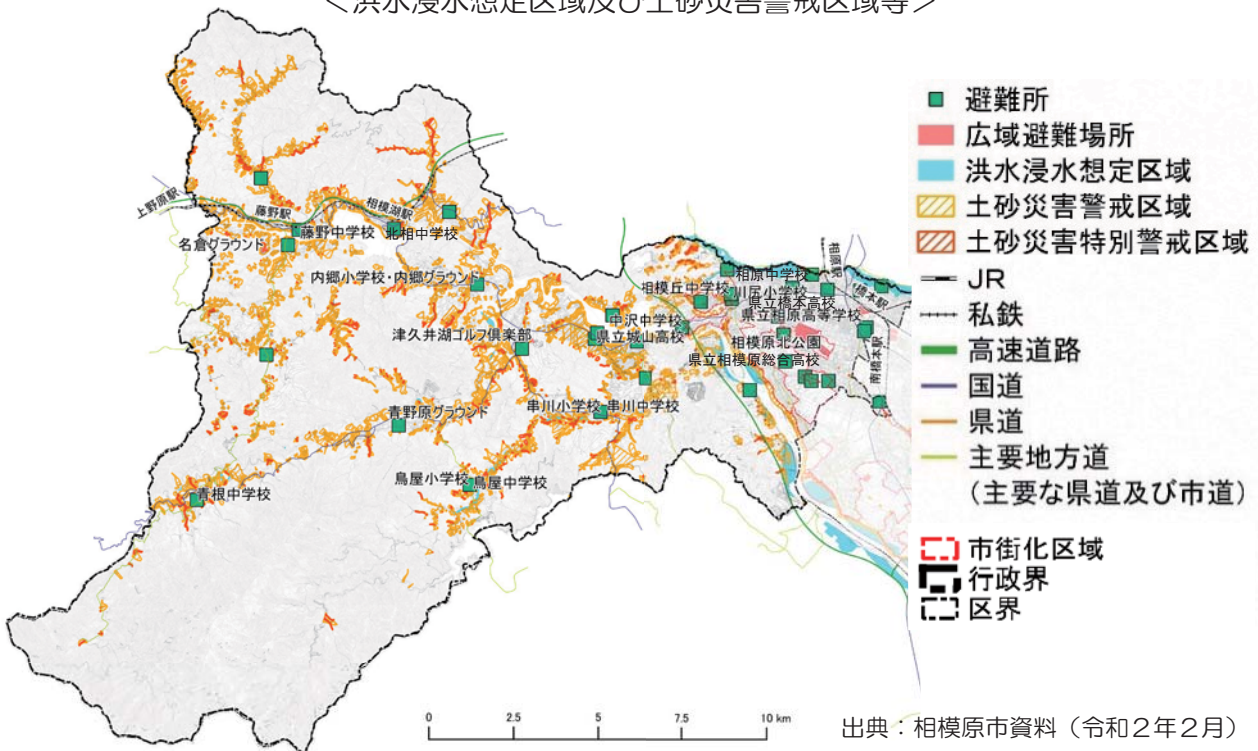 ＜洪水浸水想定区域及び土砂災害警戒区域等＞
避難所
広域避難場所
洪水浸水想定区域
土砂災害警戒区域
土砂災害特別警戒区域
JR
私鉄
高速道路
国道
県道
主要地方道
（主要な県道及び市道）
市街化区域
行政界
区界
上野原駅
藤野駅
相模湖駅
藤野中学校
北相中学校
名倉グラウンド
内郷小学校・内郷グラウンド
相模丘中学校
相原中学校
相原駅
川尻小学校
橋本駅
県立橋本高校
県立相原高等学校
中沢中学校
津久井湖ゴルフ倶楽部
県立城山高校
相模原北公園
南橋本駅
県立相模原総合高校
青野原グラウンド
串川小学校
串川中学校
鳥屋小学校
鳥屋中学校
青根中学校
0 2.5 5 7.5 10 km
出典：相模原市資料（令和２年２月）